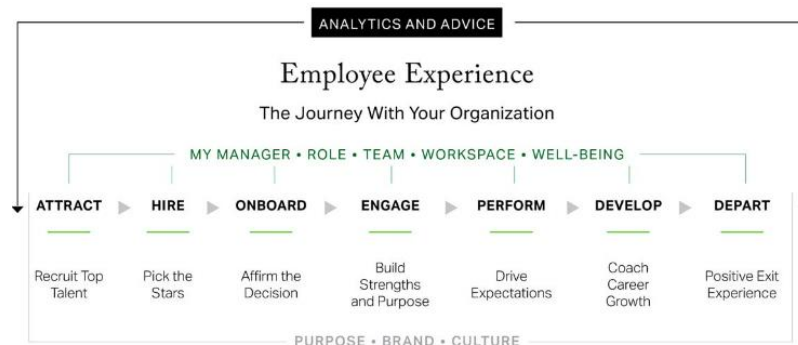 ANALYTICS AND ADVICE
Employee Experience
The Journey With Your Organization
MY MANAGER • ROLE • TEAM • WORKSPACE • WELL-BEING
ATTRACT HIRE ONBOARD ENGAGE PERFORM DEVELOP DEPART
Recruit Top
Talent
Pick the
Stars
Affirm the
Decision
Build
Strengths
and Purpose
Drive
Expectations
Coach
Career
Growth
Positive Exit
Experience
PURPOSE • BRAND • CULTURE